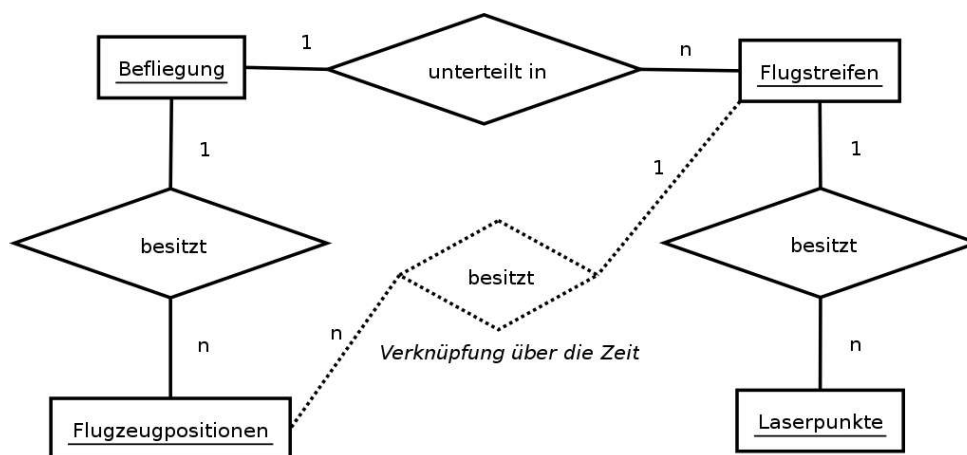 1
n
Befliegung
unterteilt in
Flugstreifen
1
1
1
besitzt
besitzt
besitzt
n
n
n
Verknüpfung über die Zeit
Flugzeugpositionen
Laserpunkte